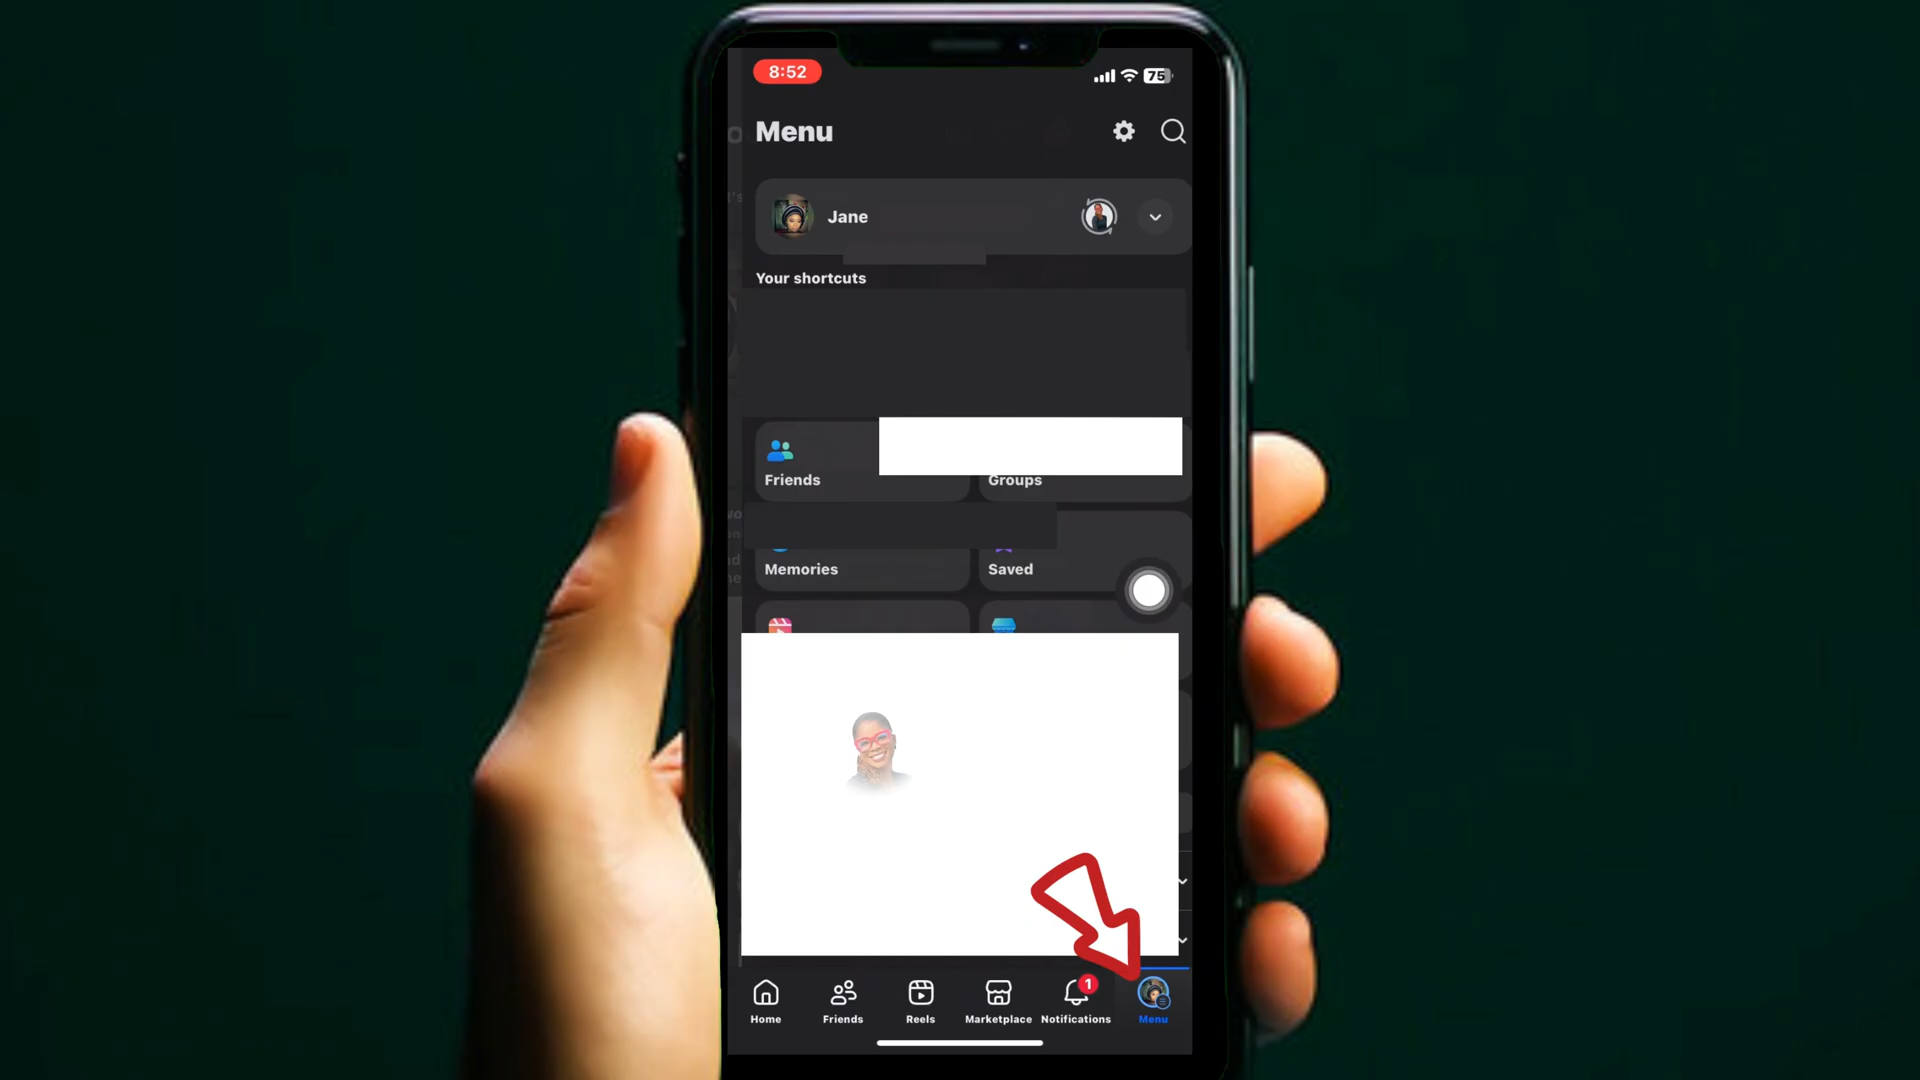 8:52
75
Menu
Jane
Your shortcuts
Friends
Groups
Memories
Saved
1
Home
Friends
Reels
Marketplace
Notifications
Menu